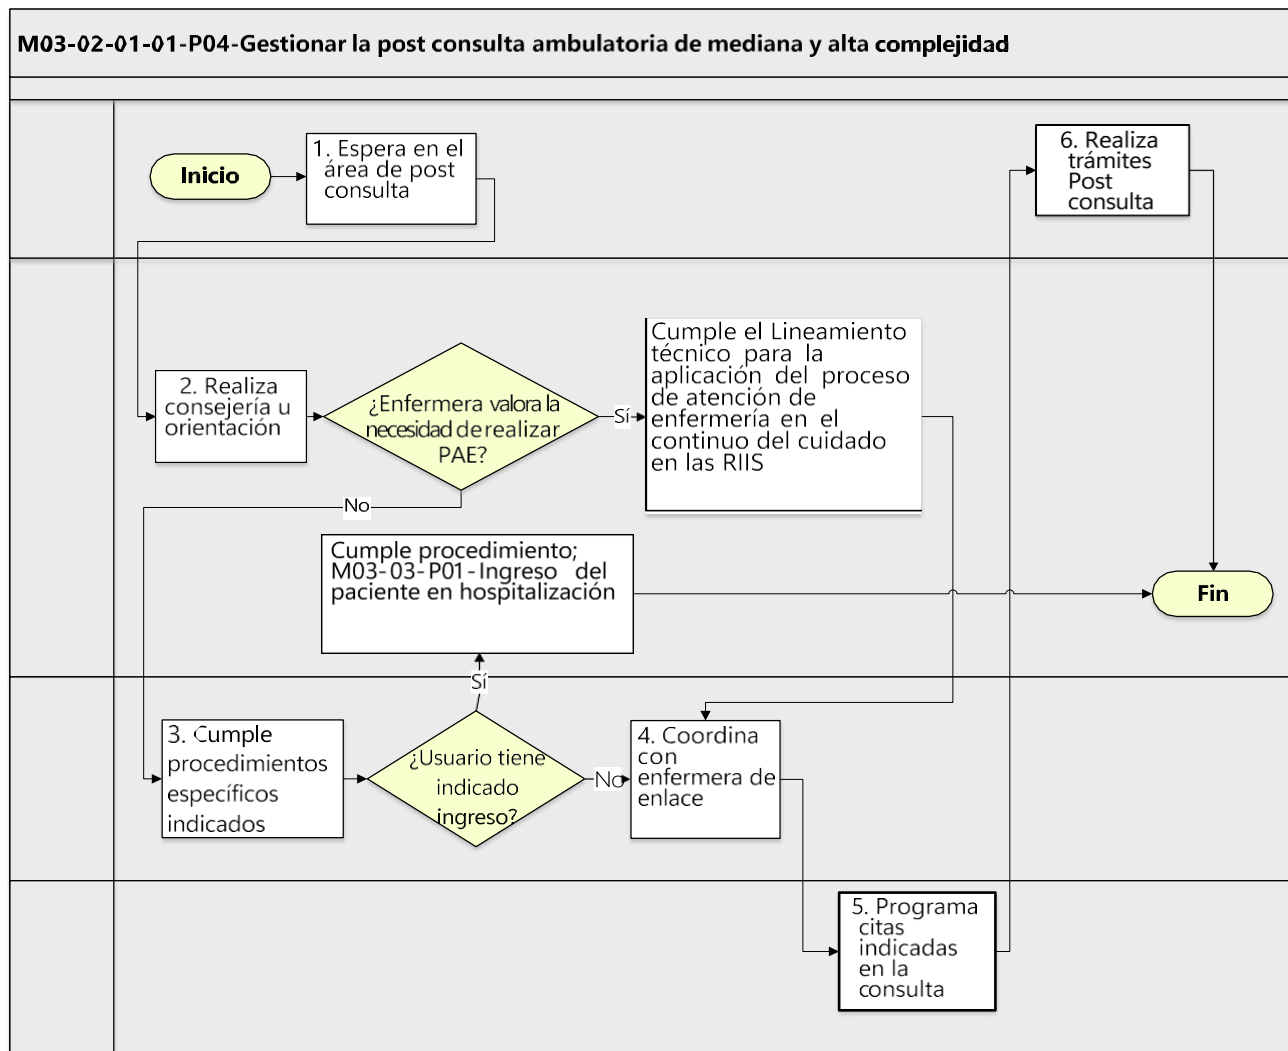 M03-02-01-01-P04-Gestionar la post consulta ambulatoria de mediana y alta complejidad
Inicio
1. Espera en el
área de post
consulta
6. Realiza
trámites
Post
consulta
2. Realiza
consejería u
orientación
¿Enfermera valora la
necesidad de realizar
PAE?
Sí
Cumple el Lineamiento
técnico para la
aplicación del proceso
de atención de
enfermería en el
continuo del cuidado
en las RIIS
No
Cumple procedimiento;
M03-03-P01-Ingreso del
paciente en hospitalización
Fin
Sí
3. Cumple
procedimientos
específicos
indicados
¿Usuario tiene
indicado
ingreso?
No
4. Coordina
con
enfermera de
enlace
5. Programa
citas
indicadas
en la
consulta